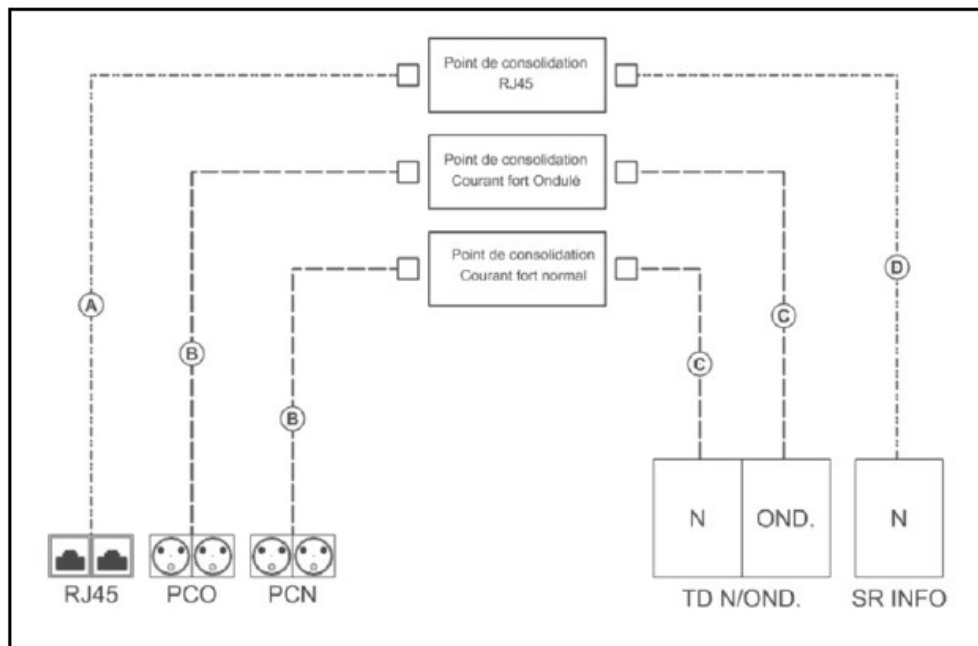 Point de consolidation
RJ45
Point de consolidation
Courant fort Ondulé
Point de consolidation
Courant fort normal
A
B
B
C
C
D
N
OND.
N
RJ45
PCO
PCN
TD N/OND.
SR INFO